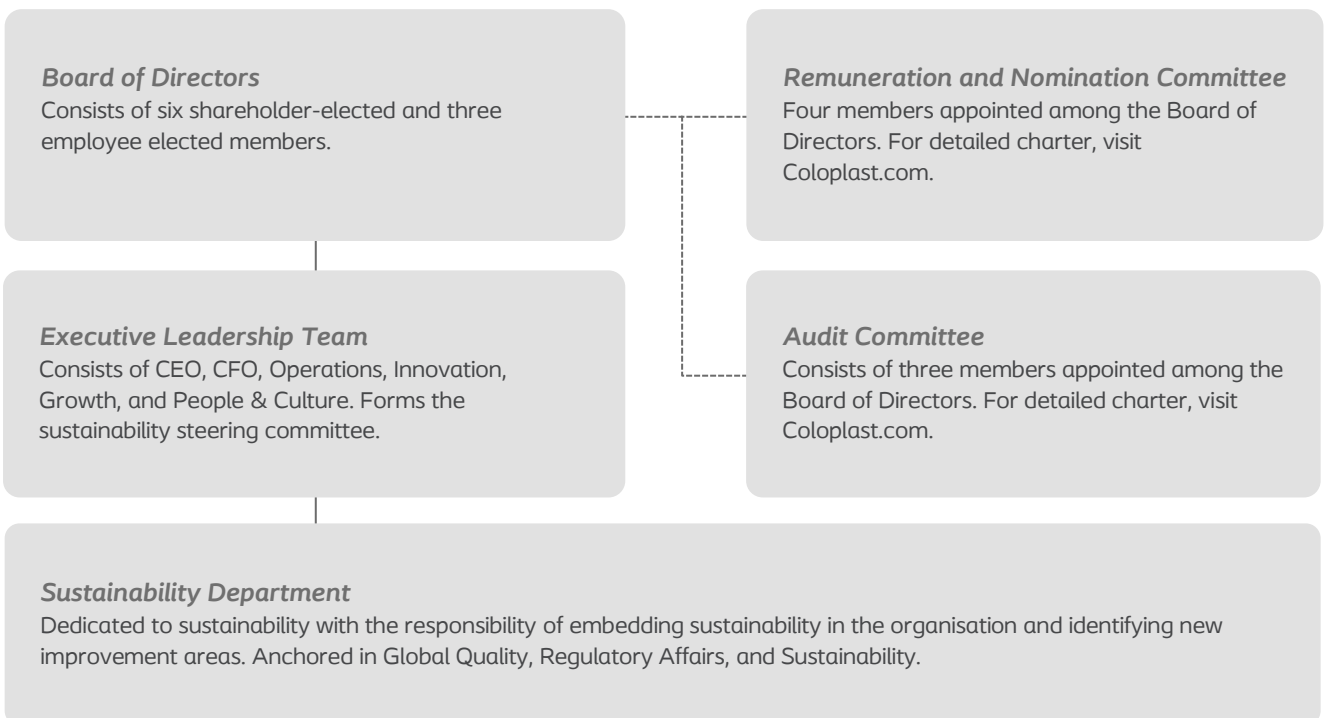 Board of Directors
Consists of six shareholder-elected and three
employee elected members.
Remuneration and Nomination Committee
Four members appointed among the Board of
Directors. For detailed charter, visit
Coloplast.com.
Executive Leadership Team
Consists of CEO, CFO, Operations, Innovation,
Growth, and People & Culture. Forms the
sustainability steering committee.
Audit Committee
Consists of three members appointed among the
Board of Directors. For detailed charter, visit
Coloplast.com.
Sustainability Department
Dedicated to sustainability with the responsibility of embedding sustainability in the organisation and identifying new
improvement areas. Anchored in Global Quality, Regulatory Affairs, and Sustainability.